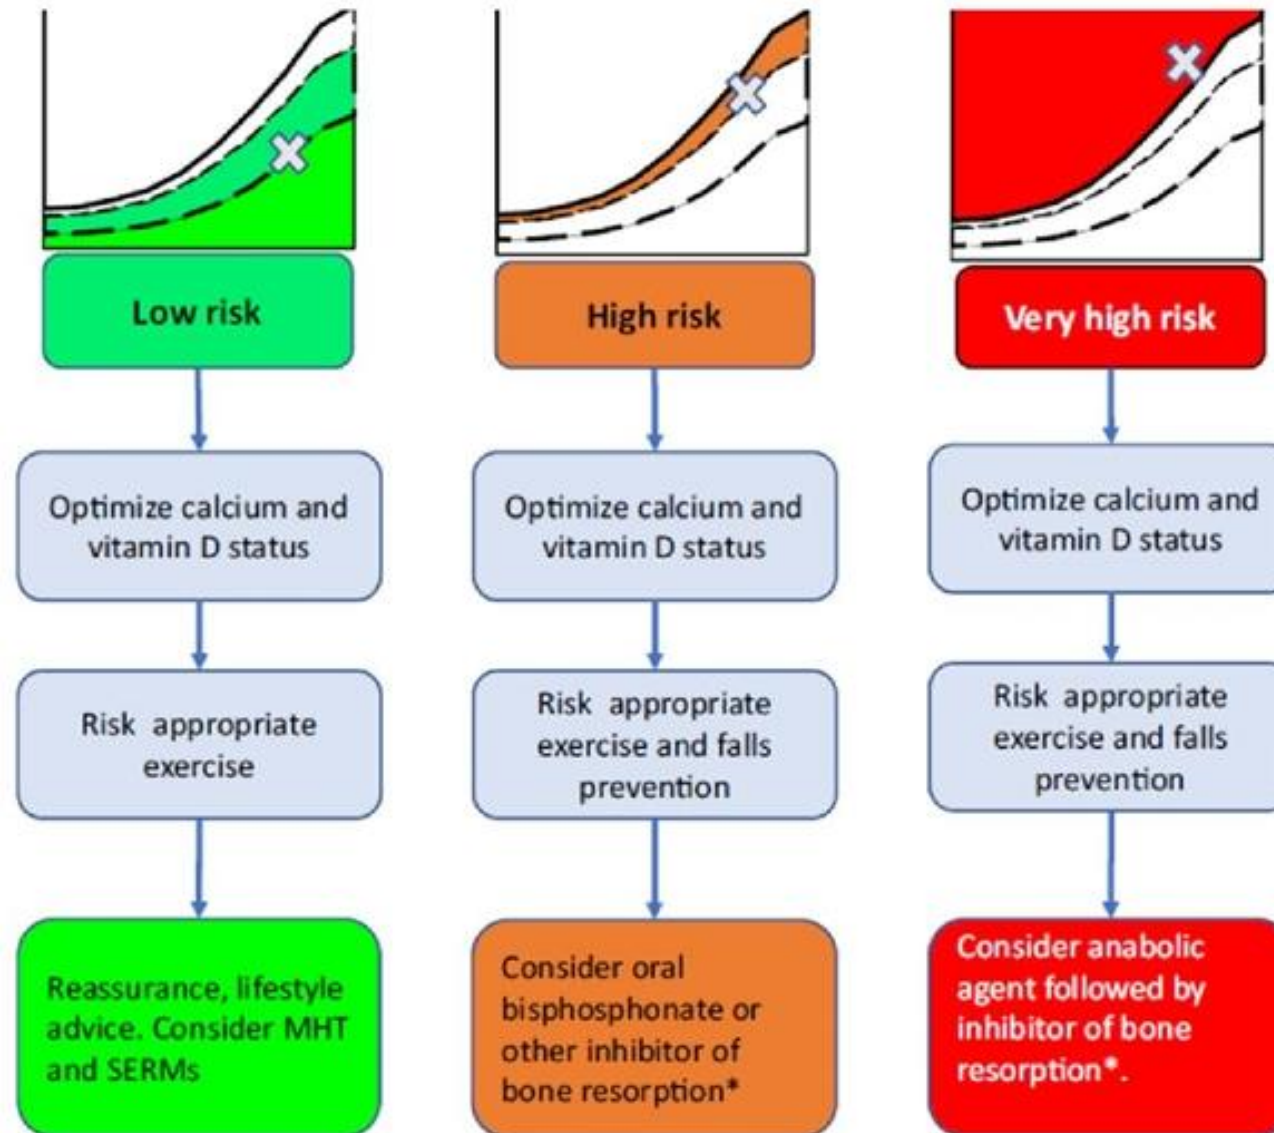 Low risk
High risk
Very high risk
Optimize calcium and
vitamin D status
Optimize calcium and
vitamin D status
Optimize calcium and
vitamin D status
Risk appropriate
exercise
Risk appropriate
exercise and falls
prevention
Risk appropriate
exercise and falls
prevention
Reassurance, lifestyle
advice. Consider MHT
and SERMs
Consider oral
bisphosphonate or
other inhibitor of
bone resorption*
Consider anabolic
agent followed by
inhibitor of bone
resorption*.